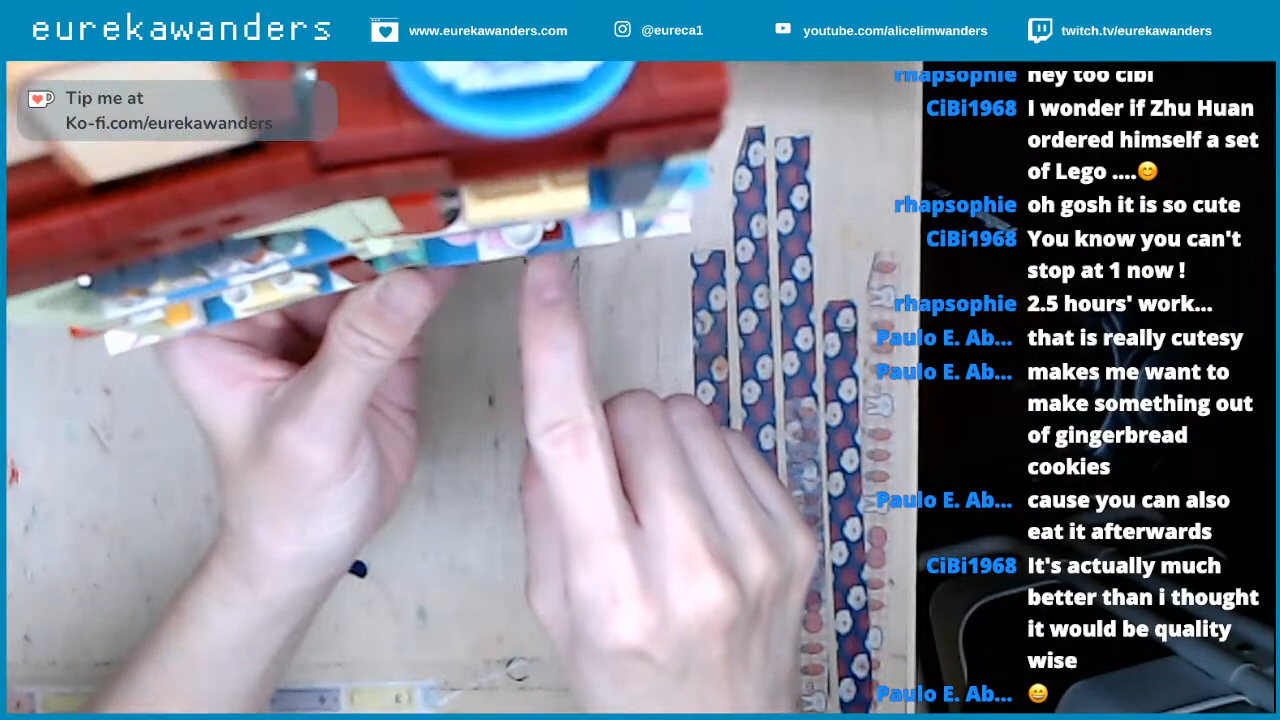 eurekawanders
www.eurekawanders.com
@eureca1
youtube.com/alicelimwanders
twitch.tv/eurekawanders
Tip me at
Ko-fi.com/eurekawanders
rhapsophie hey too cibi
CiBi1968 I wonder if Zhu Huan
ordered himself a set
of Lego ....😊
rhapsophie oh gosh it is so cute
CiBi1968 You know you can't
stop at 1 now !
rhapsophie 2.5 hours' work...
Paulo E. Ab... that is really cutesy
Paulo E. Ab... makes me want to
make something out
of gingerbread
cookies
Paulo E. Ab... cause you can also
eat it afterwards
CiBi1968 It's actually much
better than i thought
it would be quality
wise
Paulo E. Ab... 😁